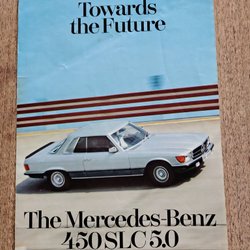 Towards
the Future
The Mercedes-Benz
450 SLC 5.0